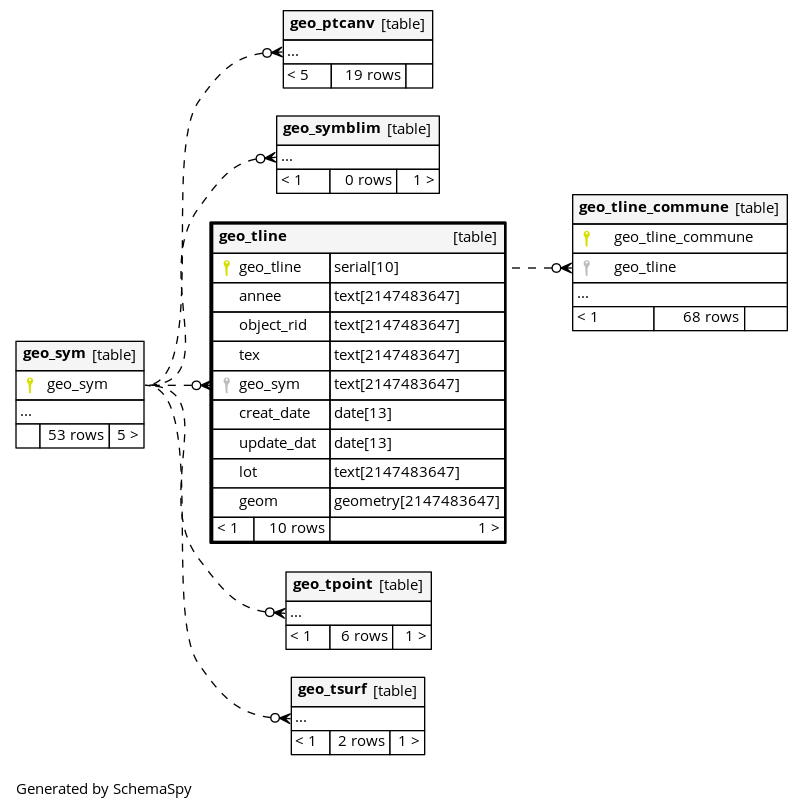 geo_ptcanv [table]
...
< 5 19 rows
geo_symblim [table]
...
< 1 0 rows 1 >
geo_tline [table]
geo_tline serial[10]
annee text[2147483647]
object_rid text[2147483647]
tex text[2147483647]
geo_sym text[2147483647]
creat_date date[13]
update_dat date[13]
lot text[2147483647]
geom geometry[2147483647]
< 1 10 rows 1 >
geo_tline_commune [table]
geo_tline_commune
geo_tline
...
< 1 68 rows
geo_sym [table]
geo_sym
...
53 rows 5 >
geo_tpoint [table]
...
< 1 6 rows 1 >
geo_tsurf [table]
...
< 1 2 rows 1 >
Generated by SchemaSpy